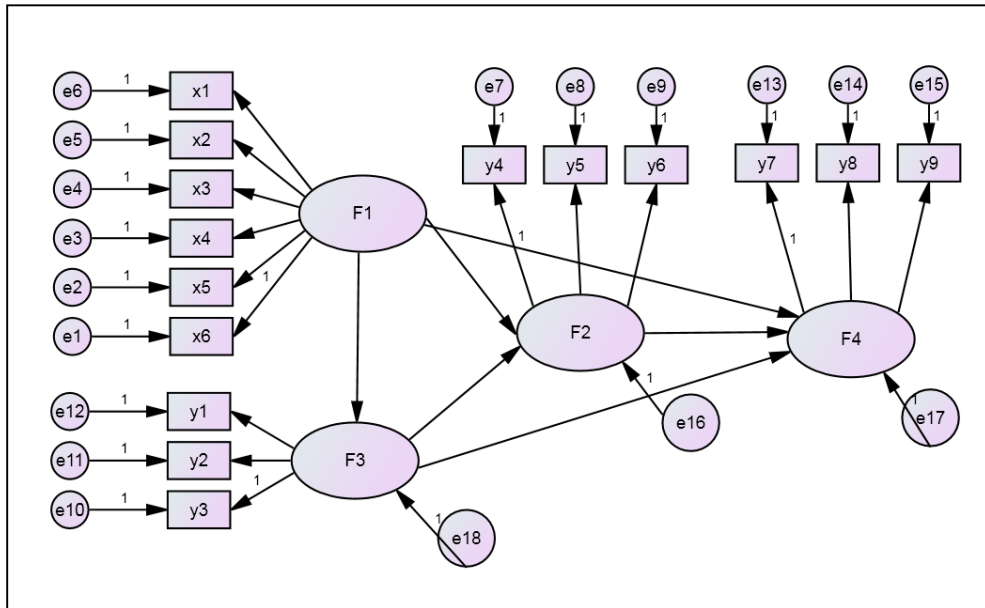 e6 1 x1
e5 1 x2
e4 1 x3
e3 1 x4
e2 1 x5
e1 1 x6
1
F1
e7 e8 e9
1 1 1
y4 y5 y6
1
F2
1
e16
e13 e14 e15
1 1 1
y7 y8 y9
1
F4
1
e17
e12 1 y1
e11 1 y2
e10 1 y3
1
F3
1
e18